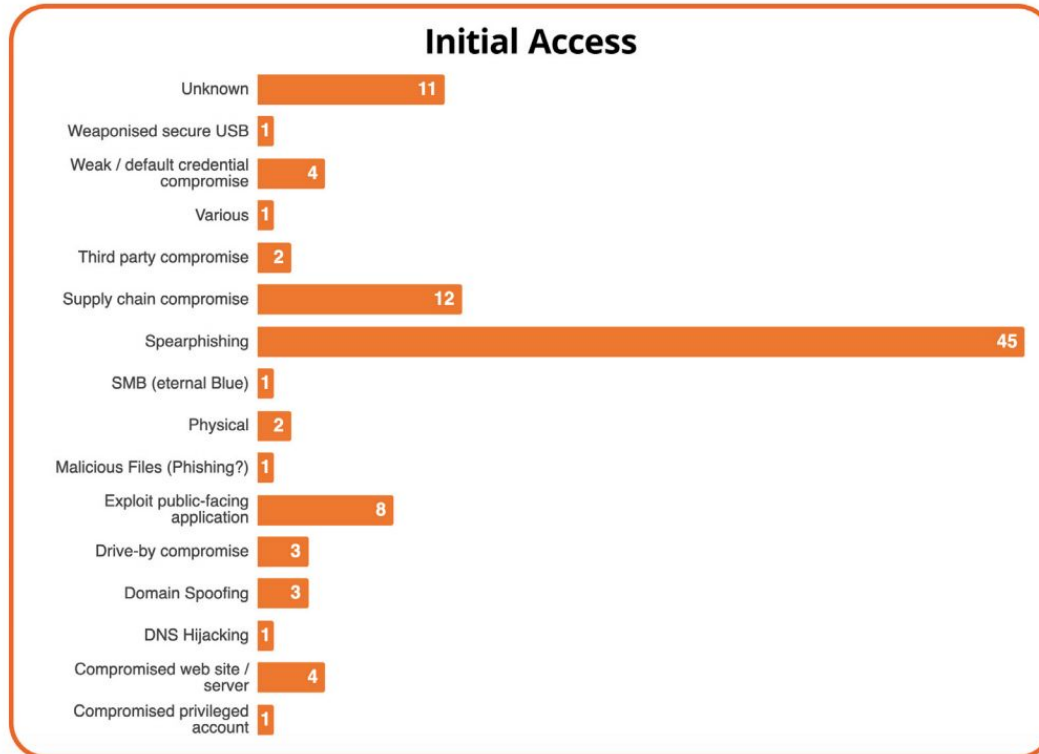 Initial Access
Unknown 11
Weaponised secure USB 1
Weak / default credential
compromise 4
Various 1
Third party compromise 2
Supply chain compromise 12
Spearphishing 45
SMB (eternal Blue) 1
Physical 2
Malicious Files (Phishing?) 1
Exploit public-facing
application 8
Drive-by compromise 3
Domain Spoofing 3
DNS Hijacking 1
Compromised web site /
server 4
Compromised privileged
account 1